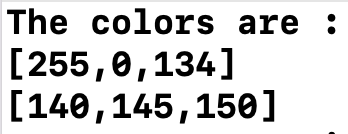 The colors are :
[255,0,134]
[140,145,150]